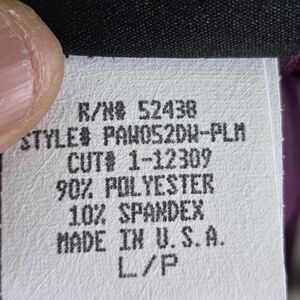 R/N# 52438
STYLE# PAW052DW-PLM
CUT# 1-12309
90% POLYESTER
10% SPANDEX
MADE IN U.S.A.
L/P